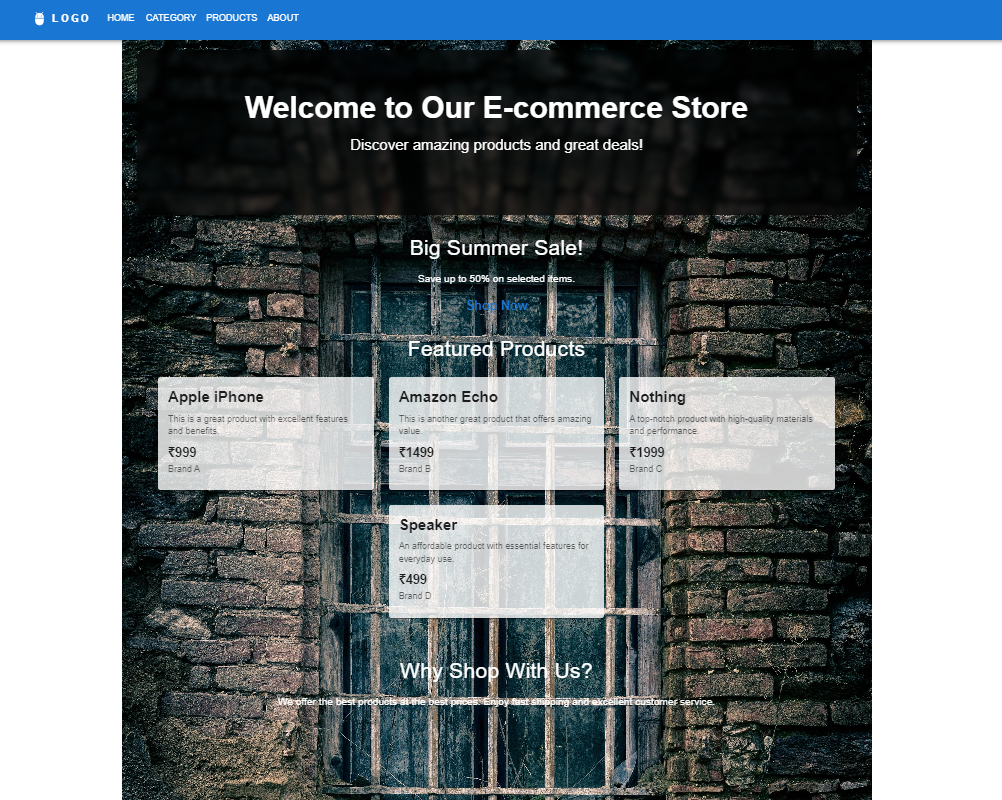 LOGO HOME CATEGORY PRODUCTS ABOUT
Welcome to Our E-commerce Store
Discover amazing products and great deals!
Big Summer Sale!
Save up to 50% on selected items.
Shop Now
Featured Products
Apple iPhone
This is a great product with excellent features
and benefits.
₹999
Brand A
Amazon Echo
This is another great product that offers amazing
value.
₹1499
Brand B
Nothing
A top-notch product with high-quality materials
and performance.
₹1999
Brand C
Speaker
An affordable product with essential features for
everyday use.
₹499
Brand D
Why Shop With Us?
We offer the best products at the best prices. Enjoy fast shipping and excellent customer service.